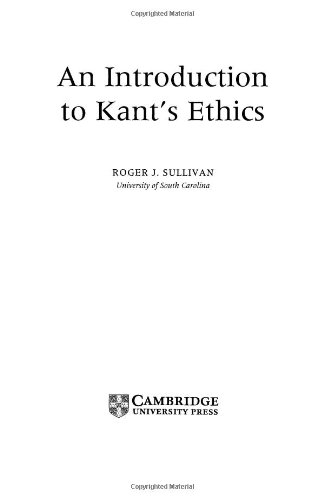 An Introduction
to Kant's Ethics
ROGER J. SULLIVAN
University of South Carolina
CAMBRIDGE
UNIVERSITY PRESS